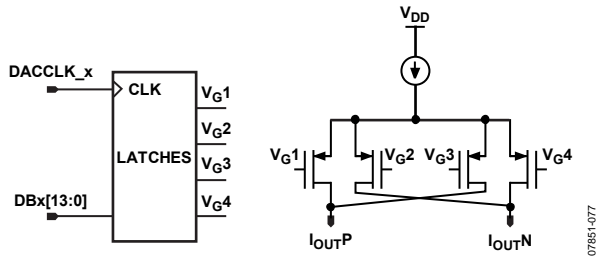 VDD
DACCLK_x
CLK
VG1
VG2
LATCHES
VG3
DBx[13:0]
VG4
VG1
VG2
VG3
VG4
IOUTP
IOUTN
07851-077